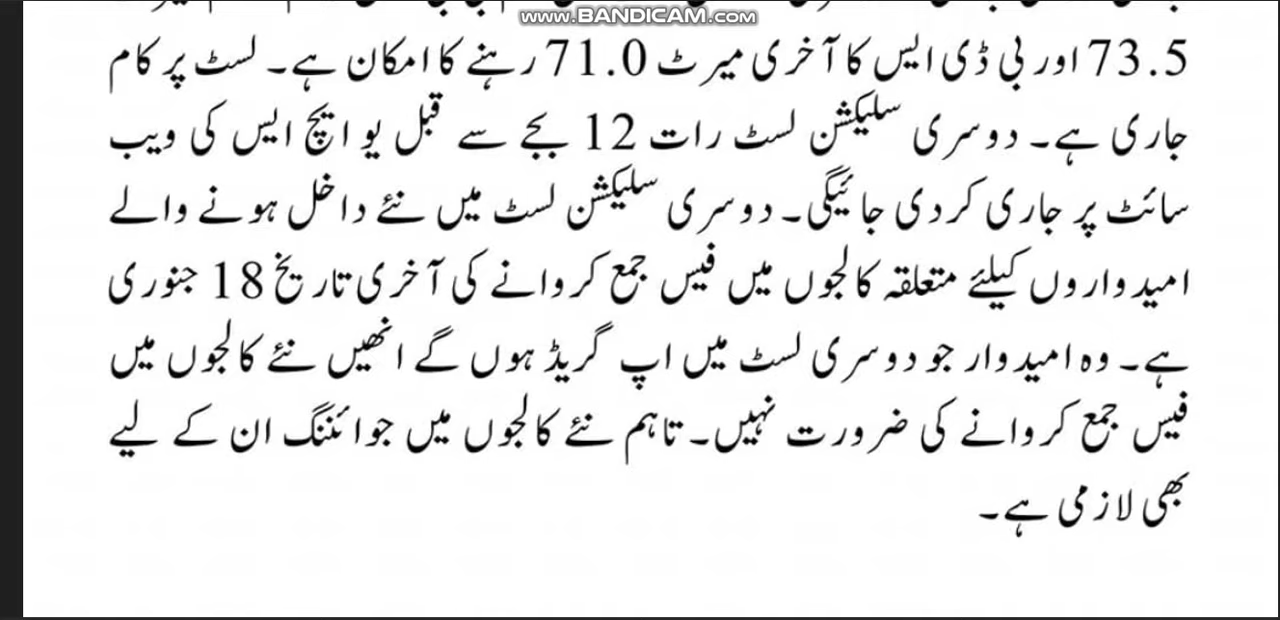 www.BANDICAM.com
73.5 اور بی ڈی ایس کا آخری میرٹ 71.0 رہنے کا امکان ہے۔ لسٹ پر کام
جاری ہے۔ دوسری سلیکشن لسٹ رات 12 بجے سے قبل یو ایچ ایس کی ویب
سائٹ پر جاری کردی جائیگی۔ دوسری سلیکشن لسٹ میں نئے داخل ہونے والے
امیدواروں کیلئے متعلقہ کالجوں میں فیس جمع کروانے کی آخری تاریخ 18 جنوری
ہے۔ وہ امیدوار جو دوسری لسٹ میں اپ گریڈ ہوں گے انھیں نئے کالجوں میں
فیس جمع کروانے کی ضرورت نہیں۔ تاہم نئے کالجوں میں جوائننگ ان کے لیے
بھی لازمی ہے۔